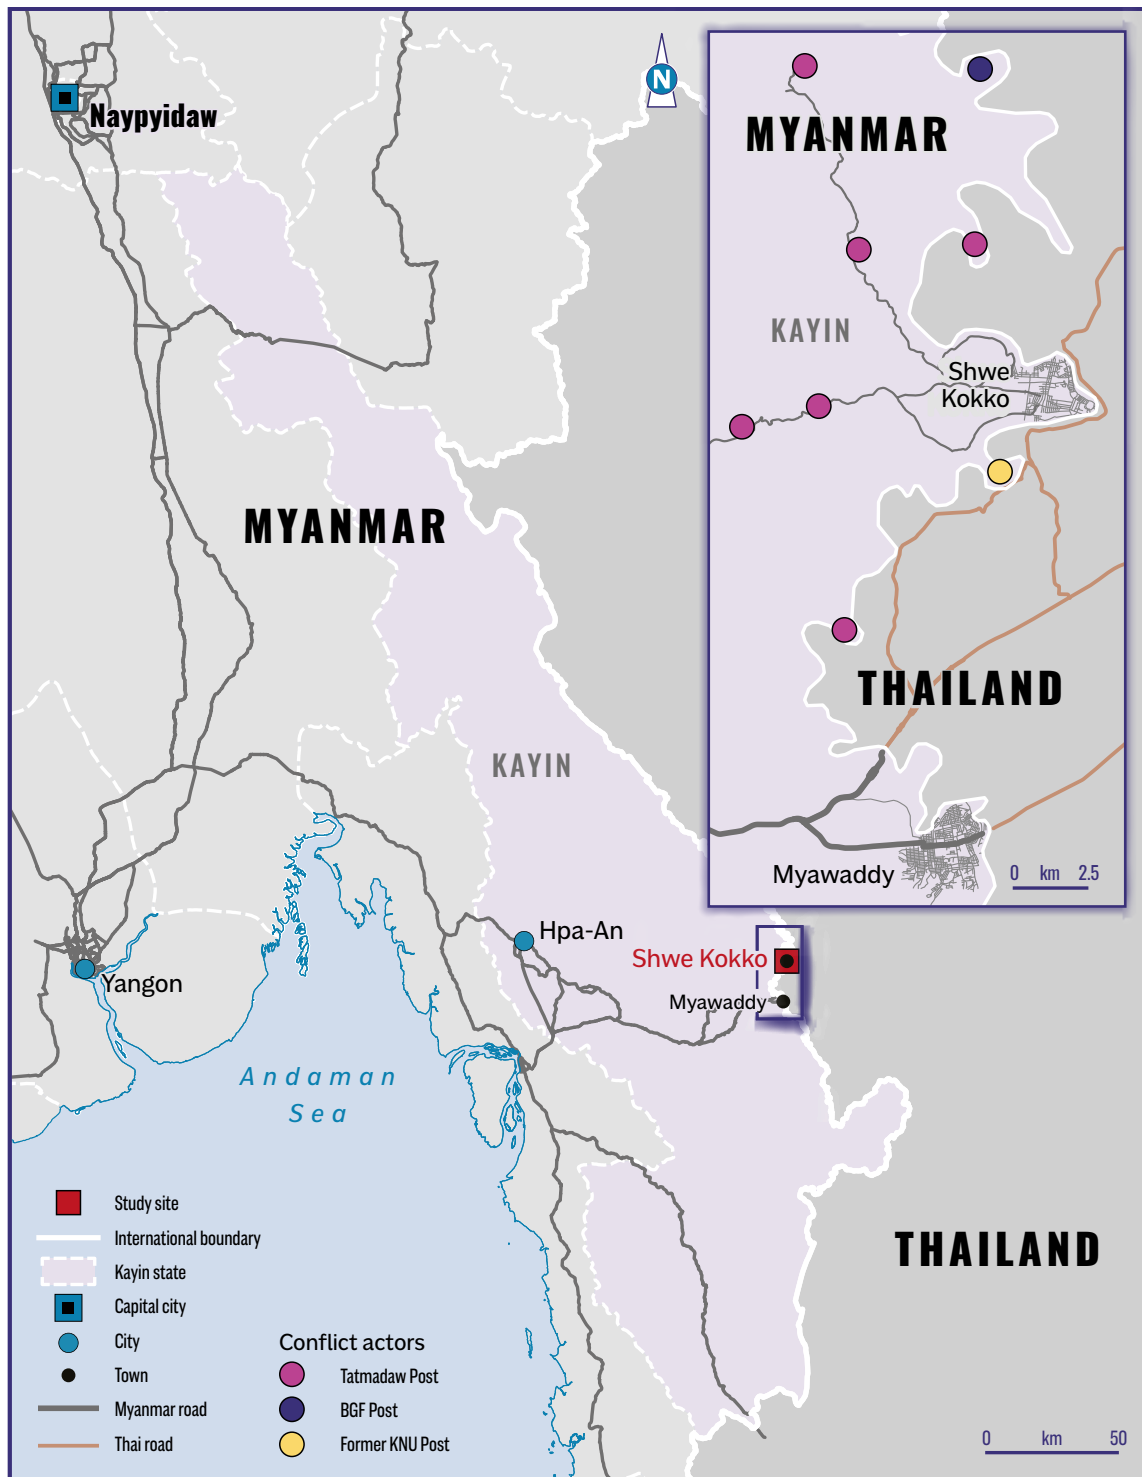 Naypyidaw
N
MYANMAR
KAYIN
Shwe
Kokko
THAILAND
Myawaddy
0 km 2.5
MYANMAR
KAYIN
Hpa-An
Shwe Kokko
Myawaddy
Yangon
Andaman
Sea
THAILAND
Study site
International boundary
Kayin state
Capital city
City
Town
Myanmar road
Thai road
Conflict actors
Tatmadaw Post
BGF Post
Former KNU Post
0 km 50